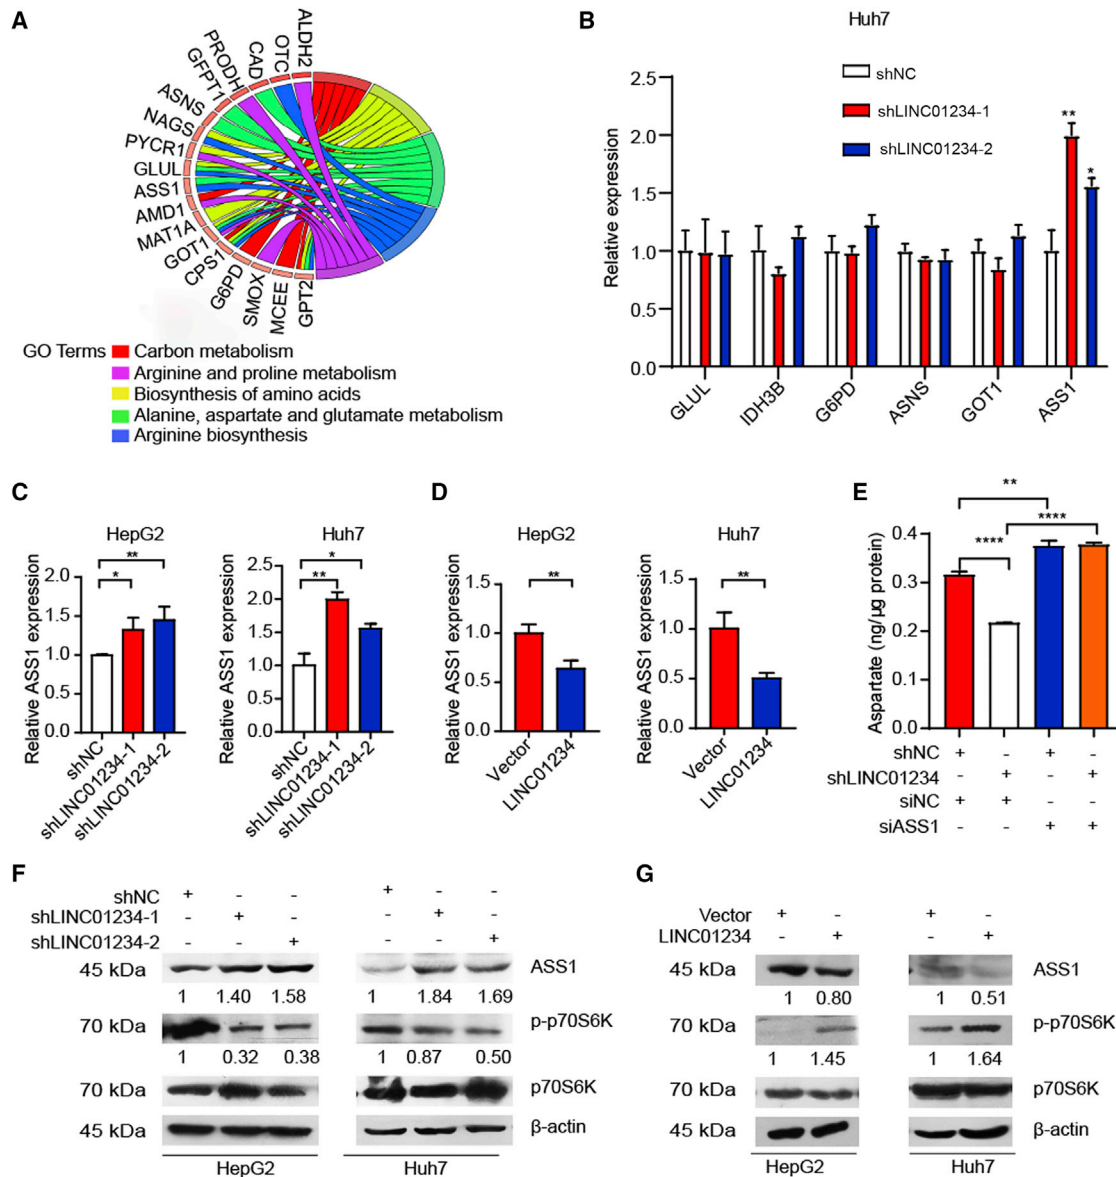 A
ALDH2
OTC
CAD
PRODH
GFPT1
ASNS
NAGS
PYCR1
GLUL
ASS1
AMD1
MAT1A
GOT1
CPS1
G6PD
SMOX
MCEE
GPT2
GO Terms
Carbon metabolism
Arginine and proline metabolism
Biosynthesis of amino acids
Alanine, aspartate and glutamate metabolism
Arginine biosynthesis
B
Huh7
shNC
shLINC01234-1
shLINC01234-2
Relative expression
2.5
2.0
1.5
1.0
0.5
0.0
**
*
GLUL
IDH3B
G6PD
ASNS
GOT1
ASS1
C
HepG2
Relative ASS1 expression
2.0
1.5
1.0
0.5
0.0
**
*
shNC
shLINC01234-1
shLINC01234-2
Huh7
Relative ASS1 expression
2.5
2.0
1.5
1.0
0.5
0.0
*
**
shNC
shLINC01234-1
shLINC01234-2
D
HepG2
Relative ASS1 expression
1.5
1.0
0.5
0.0
**
Vector
LINC01234
Huh7
Relative ASS1 expression
1.5
1.0
0.5
0.0
**
Vector
LINC01234
E
Aspartate (ng/μg protein)
0.4
0.3
0.2
0.1
0.0
**
****
****
shNC + - + -
shLINC01234 - + - +
siNC + + - -
siASS1 - - + +
F
shNC + - - + - -
shLINC01234-1 - + - - + -
shLINC01234-2 - - + - - +
45 kDa ASS1
1 1.40 1.58 1 1.84 1.69
70 kDa p-p70S6K
1 0.32 0.38 1 0.87 0.50
70 kDa p70S6K
45 kDa β-actin
HepG2 Huh7
G
Vector + - + -
LINC01234 - + - +
45 kDa ASS1
1 0.80 1 0.51
70 kDa p-p70S6K
1 1.45 1 1.64
70 kDa p70S6K
45 kDa β-actin
HepG2 Huh7